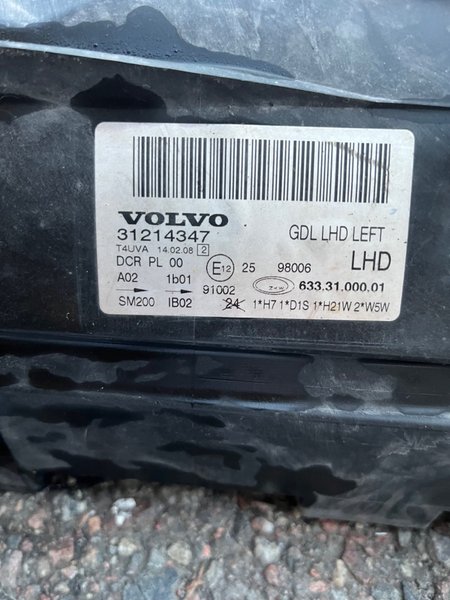 VOLVO
31214347 GDL LHD LEFT
T4UVA 14.02.08 2 LHD
DCR PL 00 E12 25 98006
A02 1b01 91002 ZKW 633.31.000.01
SM200 IB02 24 1*H7 1*D1S 1*H21W 2*W5W